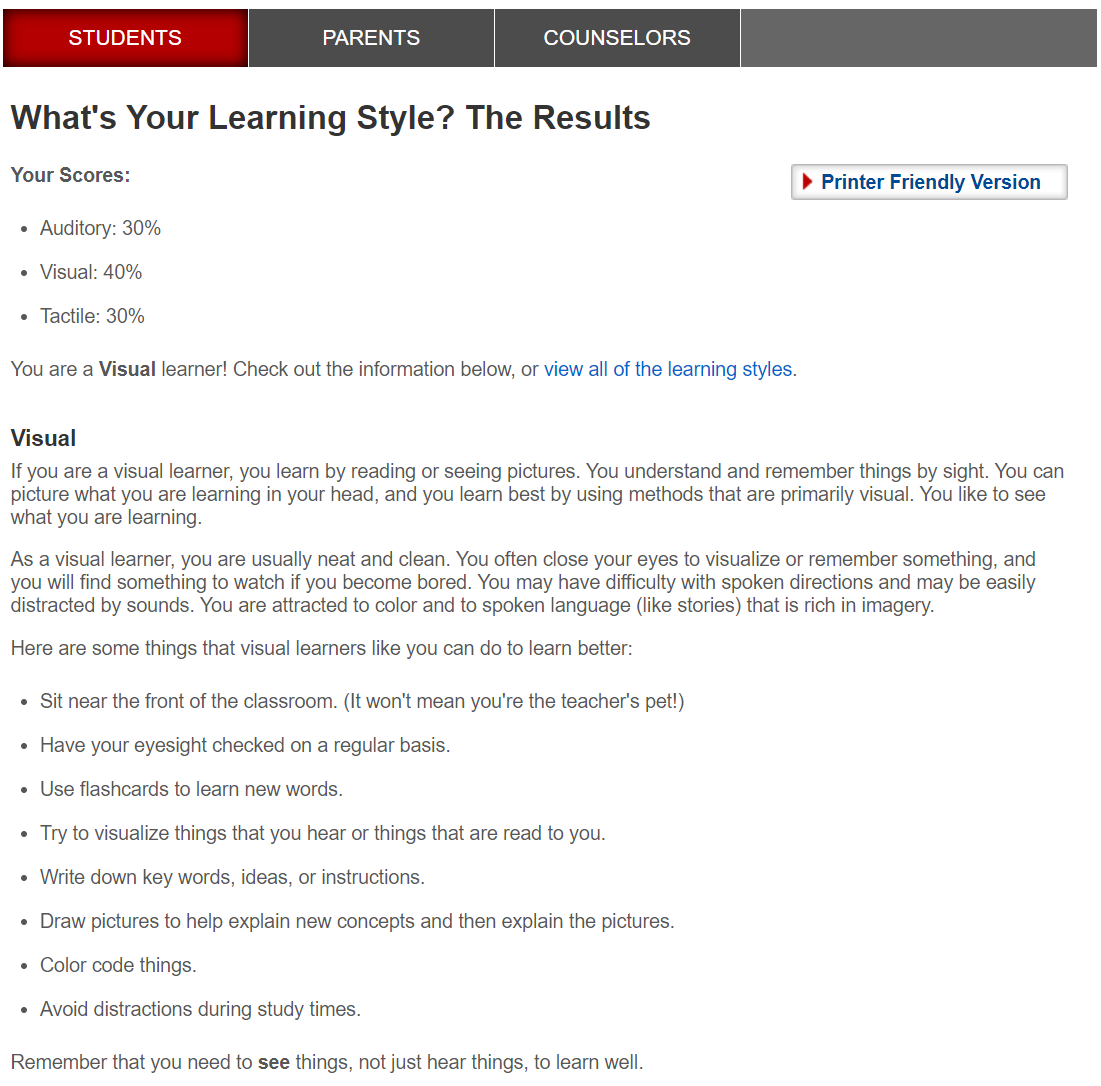 STUDENTS PARENTS COUNSELORS
What's Your Learning Style? The Results
Your Scores:
Printer Friendly Version
• Auditory: 30%
• Visual: 40%
• Tactile: 30%
You are a Visual learner! Check out the information below, or view all of the learning styles.
Visual
If you are a visual learner, you learn by reading or seeing pictures. You understand and remember things by sight. You can
picture what you are learning in your head, and you learn best by using methods that are primarily visual. You like to see
what you are learning.
As a visual learner, you are usually neat and clean. You often close your eyes to visualize or remember something, and
you will find something to watch if you become bored. You may have difficulty with spoken directions and may be easily
distracted by sounds. You are attracted to color and to spoken language (like stories) that is rich in imagery.
Here are some things that visual learners like you can do to learn better:
• Sit near the front of the classroom. (It won't mean you're the teacher's pet!)
• Have your eyesight checked on a regular basis.
• Use flashcards to learn new words.
• Try to visualize things that you hear or things that are read to you.
• Write down key words, ideas, or instructions.
• Draw pictures to help explain new concepts and then explain the pictures.
• Color code things.
• Avoid distractions during study times.
Remember that you need to see things, not just hear things, to learn well.